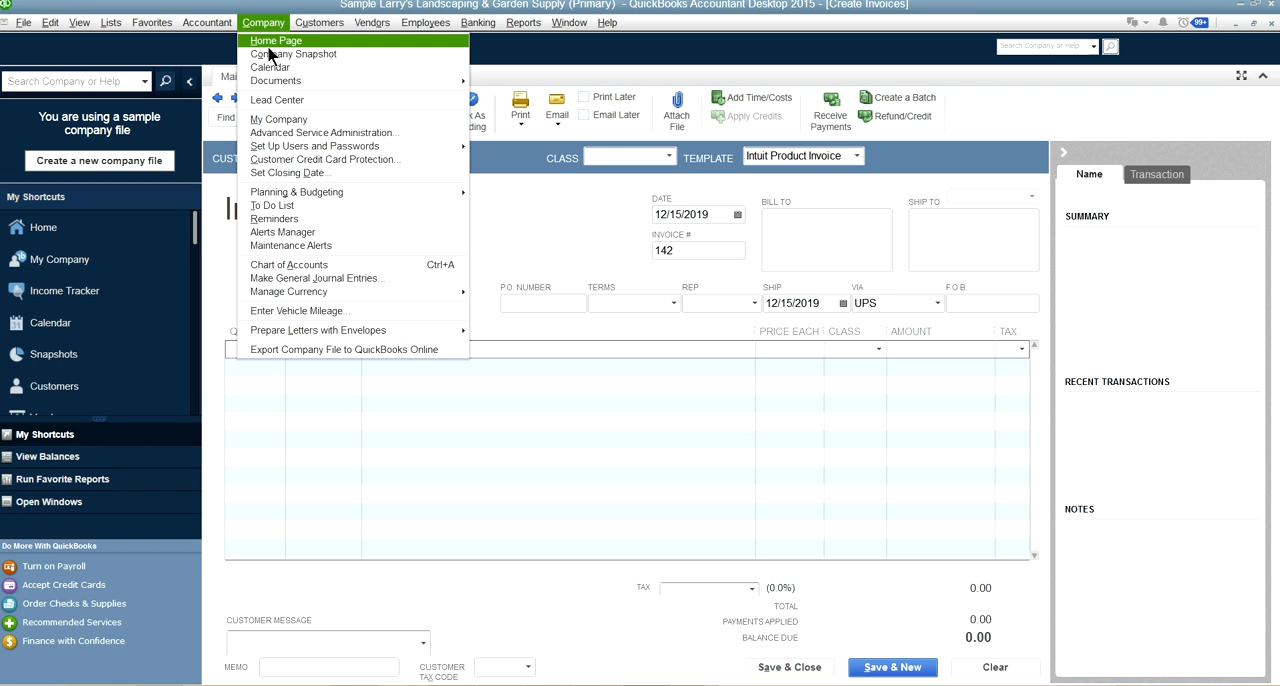 Sample Larry's Landscaping & Garden Supply (Primary) - QuickBooks Accountant Desktop 2015 - [Create Invoices]
File Edit View Lists Favorites Accountant Company Customers Vendors Employees Banking Reports Window Help
99+
Search Company or Help
Search Company or Help
You are using a sample
company file
Create a new company file
My Shortcuts
Home
My Company
Income Tracker
Calendar
Snapshots
Customers
My Shortcuts
View Balances
Run Favorite Reports
Open Windows
Do More With QuickBooks
Turn on Payroll
Accept Credit Cards
Order Checks & Supplies
Recommended Services
Finance with Confidence
Home Page
Company Snapshot
Calendar
Documents
Lead Center
My Company
Advanced Service Administration...
Set Up Users and Passwords
Customer Credit Card Protection...
Set Closing Date...
Planning & Budgeting
To Do List
Reminders
Alerts Manager
Maintenance Alerts
Chart of Accounts Ctrl+A
Make General Journal Entries...
Manage Currency
Enter Vehicle Mileage...
Prepare Letters with Envelopes
Export Company File to QuickBooks Online
Mai
Find
Print
Email
Print Later
Email Later
Attach
File
Add Time/Costs
Apply Credits
Receive
Payments
Create a Batch
Refund/Credit
CUST
CLASS
TEMPLATE Intuit Product Invoice
DATE
12/15/2019
INVOICE #
142
BILL TO
SHIP TO
P.O. NUMBER TERMS REP SHIP VIA F.O.B.
12/15/2019 UPS
PRICE EACH CLASS AMOUNT TAX
TAX (0.0%) 0.00
TOTAL
PAYMENTS APPLIED 0.00
BALANCE DUE 0.00
CUSTOMER MESSAGE
MEMO
CUSTOMER
TAX CODE
Save & Close Save & New Clear
Name Transaction
SUMMARY
RECENT TRANSACTIONS
NOTES